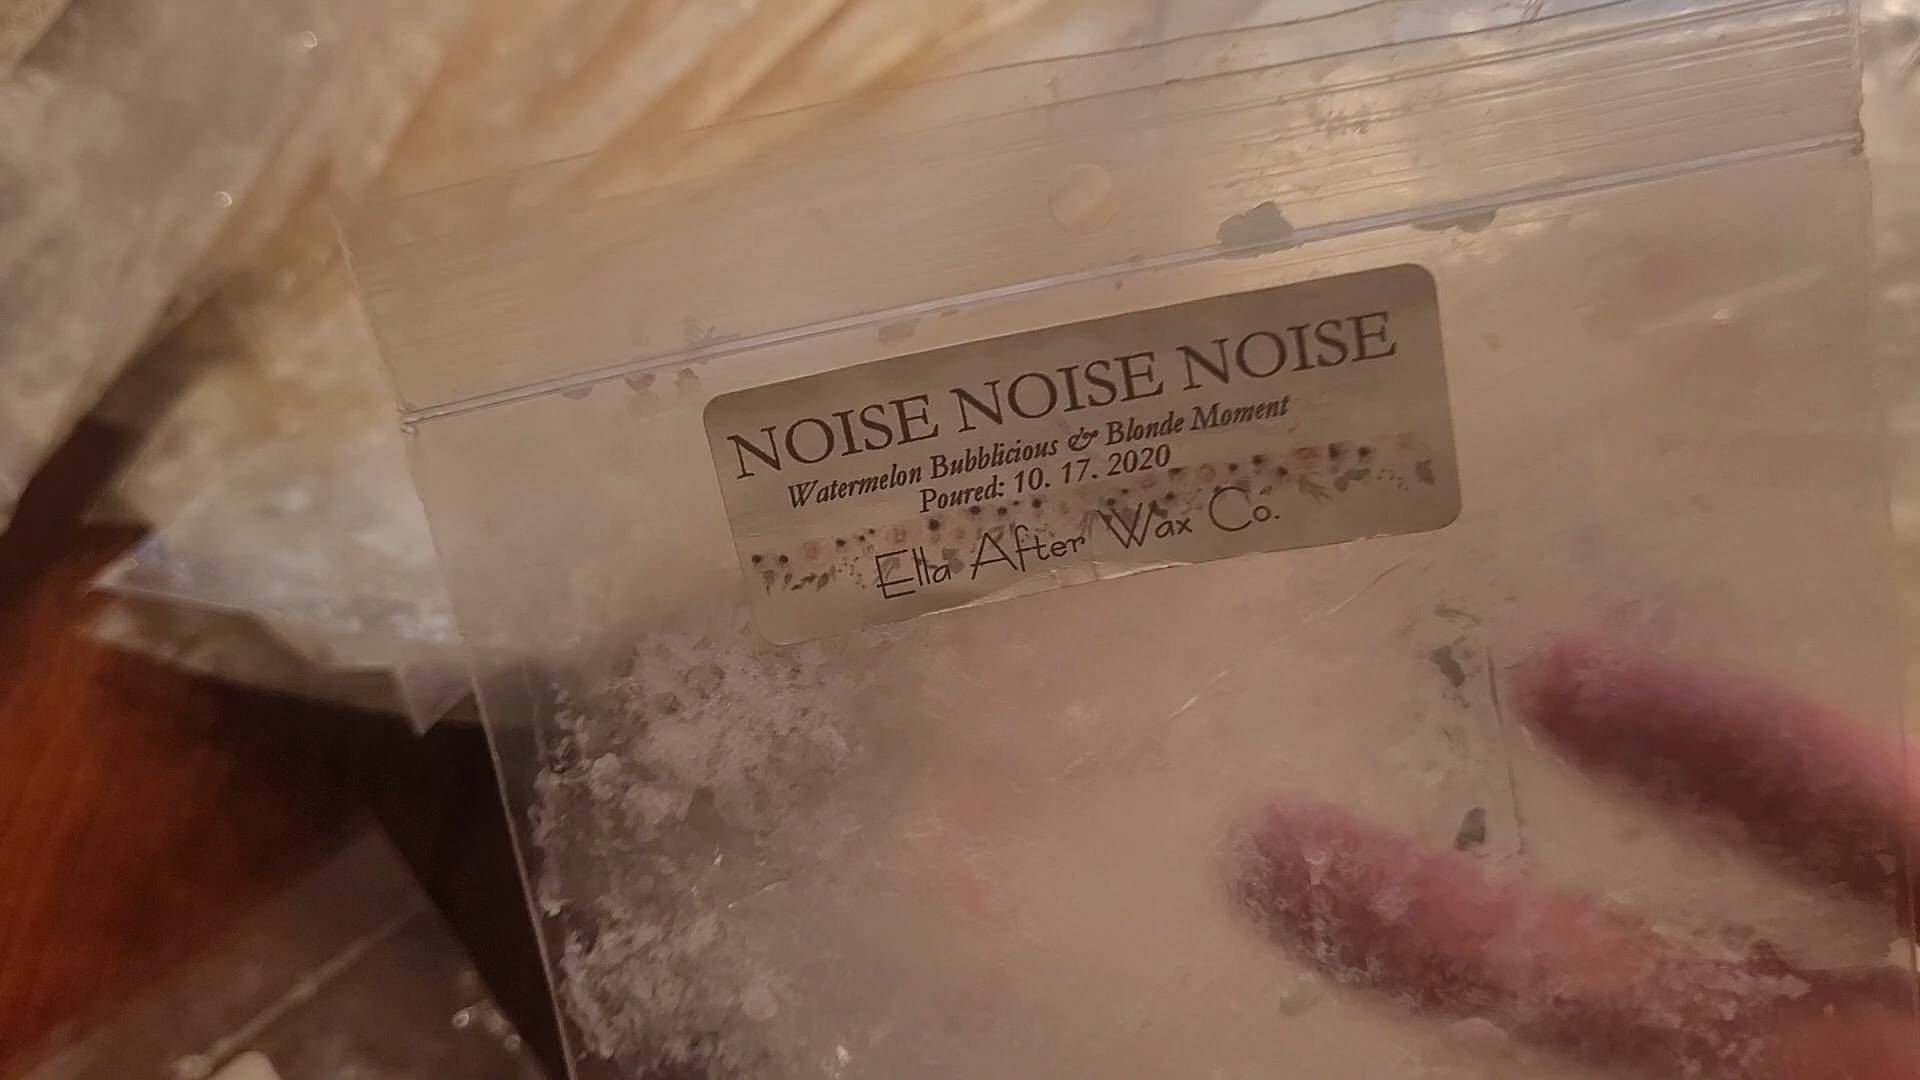 NOISE NOISE NOISE
Watermelon Bubblicious & Blonde Moment
Poured: 10. 17. 2020
Ella After Wax Co.